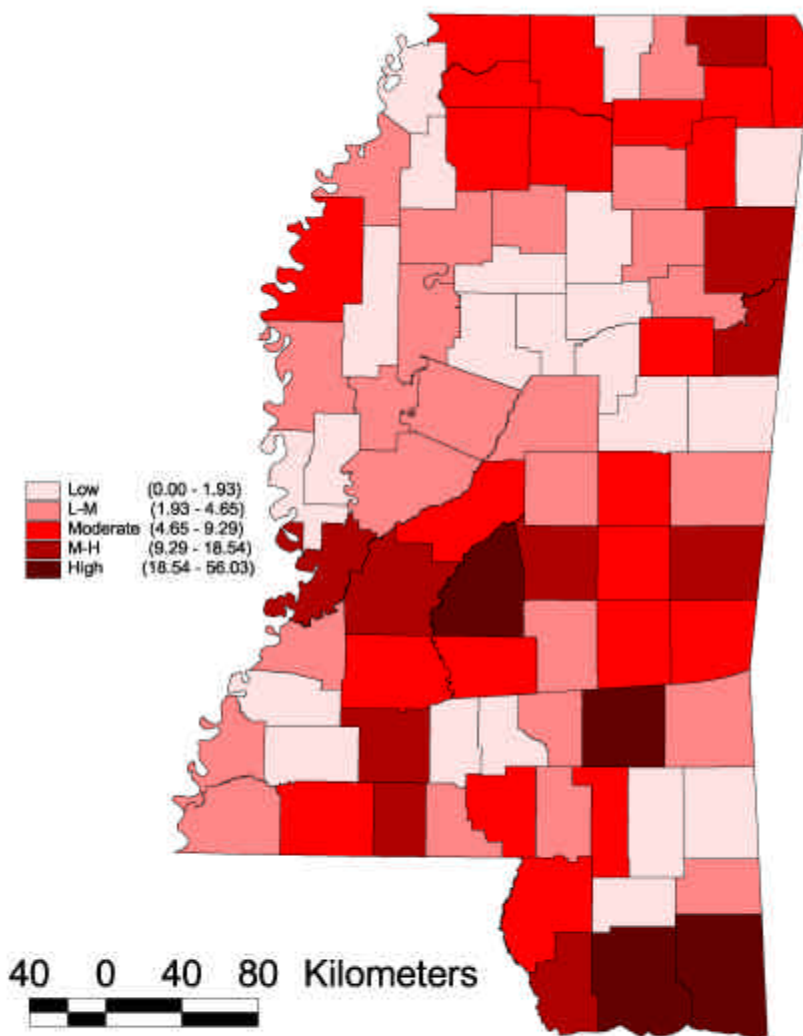 Low (0.00 - 1.93)
L-M (1.93 - 4.65)
Moderate (4.65 - 9.29)
M-H (9.29 - 18.54)
High (18.54 - 56.03)
40 0 40 80 Kilometers